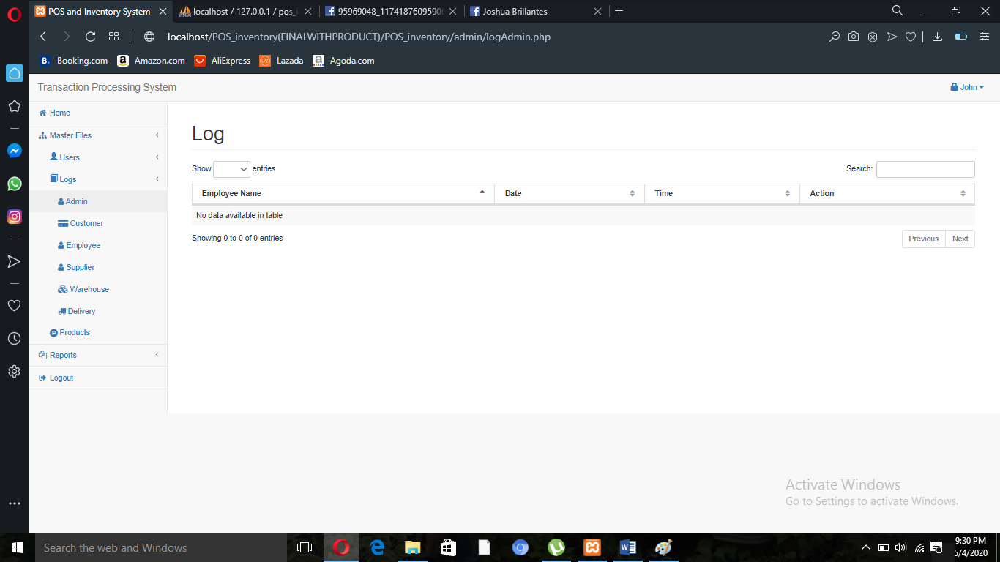 POS and Inventory System
localhost / 127.0.0.1 / pos_i
95969048_11741876095906
Joshua Brillantes
localhost/POS_inventory(FINALWITHPRODUCT)/POS_inventory/admin/logAdmin.php
B. Booking.com
a Amazon.com
AliExpress
Lazada
a Agoda.com
Transaction Processing System
John
Home
Master Files
Users
Logs
Admin
Customer
Employee
Supplier
Warehouse
Delivery
P Products
Reports
Logout
Log
Show entries
Search:
Employee Name Date Time Action
No data available in table
Showing 0 to 0 of 0 entries
Previous Next
Activate Windows
Go to Settings to activate Windows.
Search the web and Windows
9:30 PM
5/4/2020